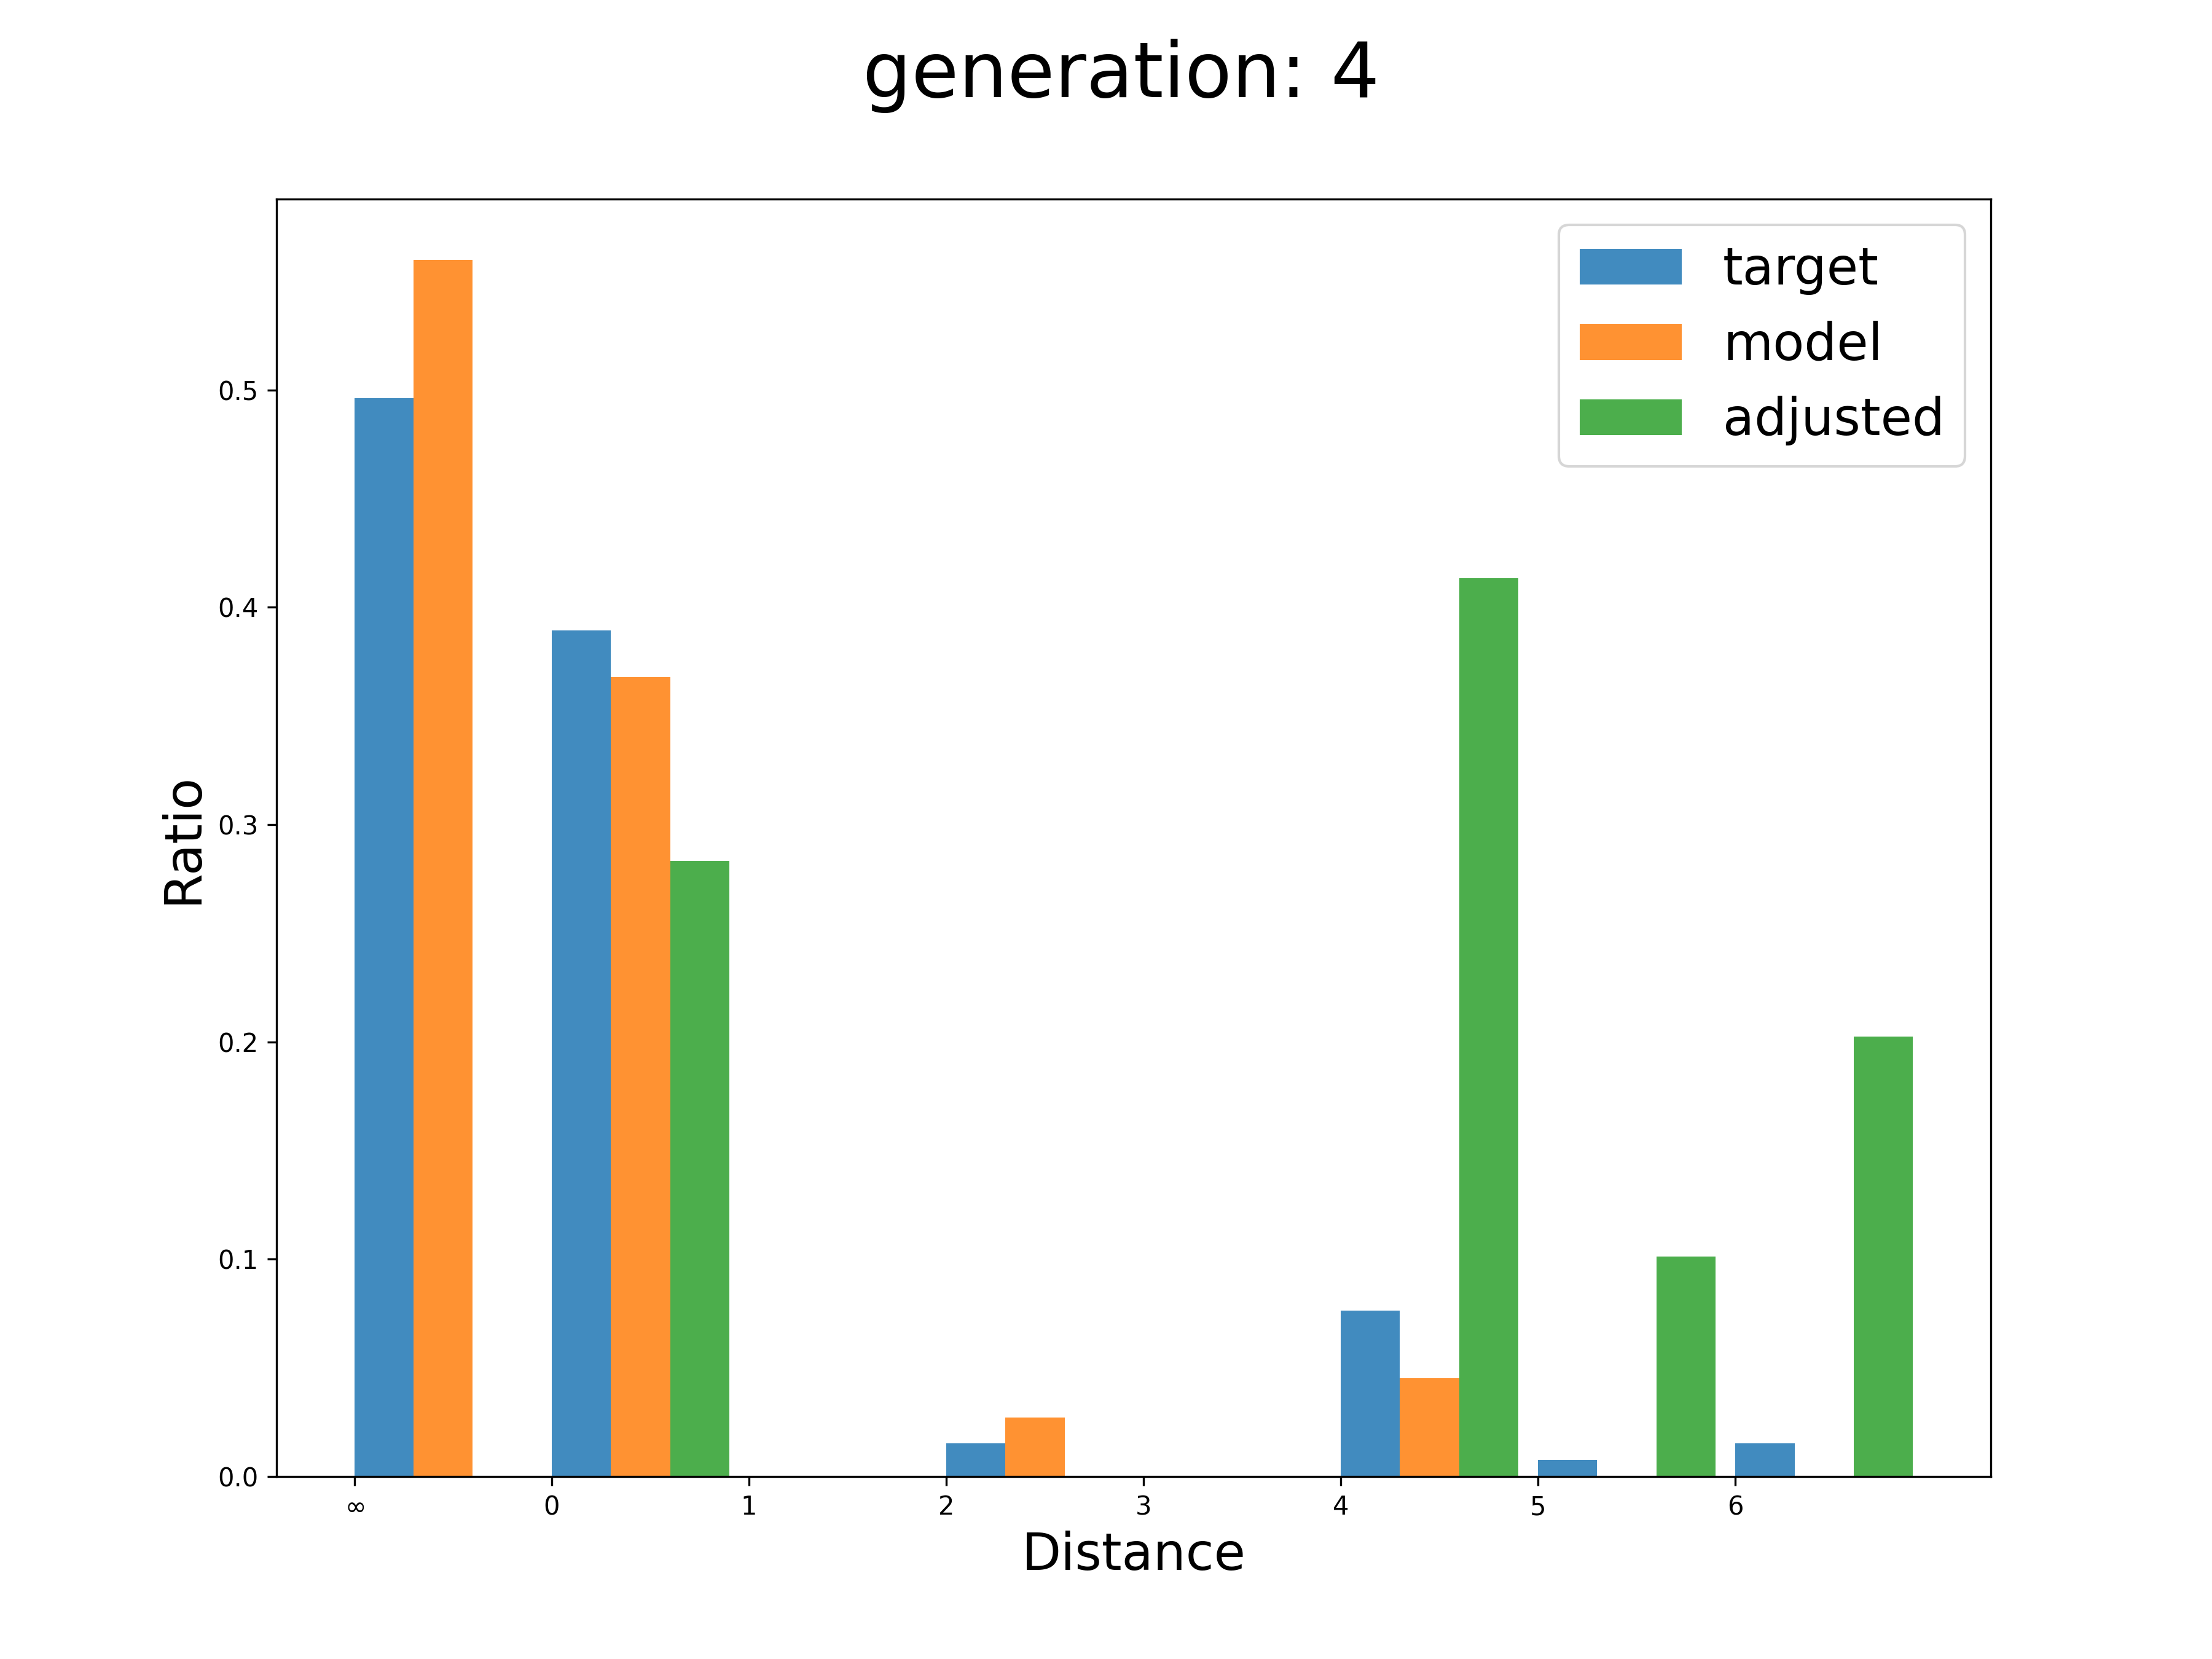 generation: 4
target
model
adjusted
Ratio
0.5
0.4
0.3
0.2
0.1
0.0
∞ 0 1 2 3 4 5 6
Distance